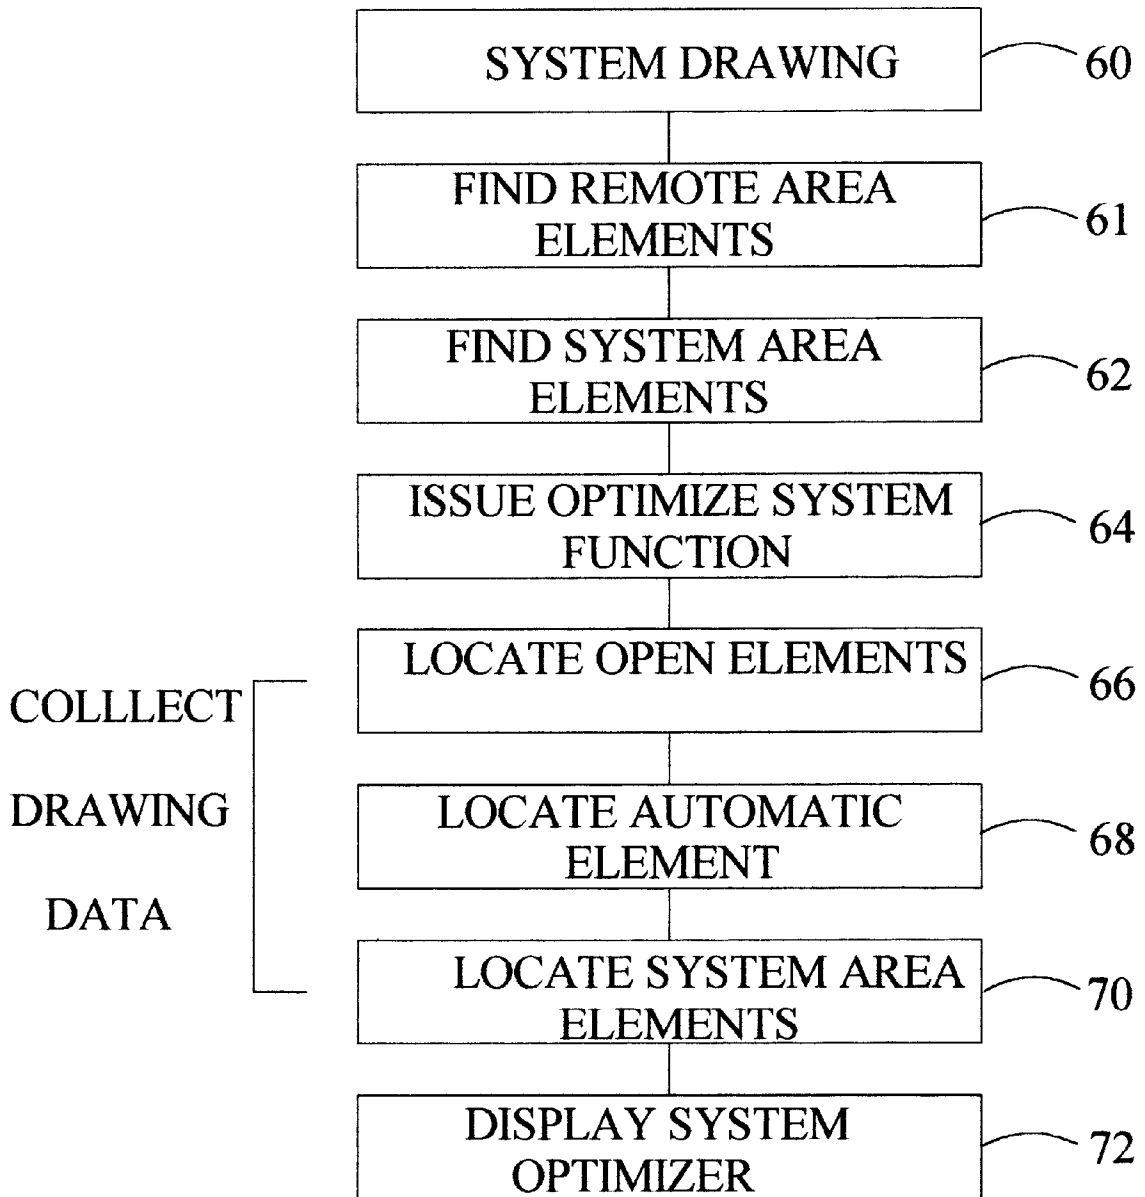 SYSTEM DRAWING
60
FIND REMOTE AREA
ELEMENTS
61
FIND SYSTEM AREA
ELEMENTS
62
ISSUE OPTIMIZE SYSTEM
FUNCTION
64
LOCATE OPEN ELEMENTS
66
COLLLECT
DRAWING
DATA
LOCATE AUTOMATIC
ELEMENT
68
LOCATE SYSTEM AREA
ELEMENTS
70
DISPLAY SYSTEM
OPTIMIZER
72